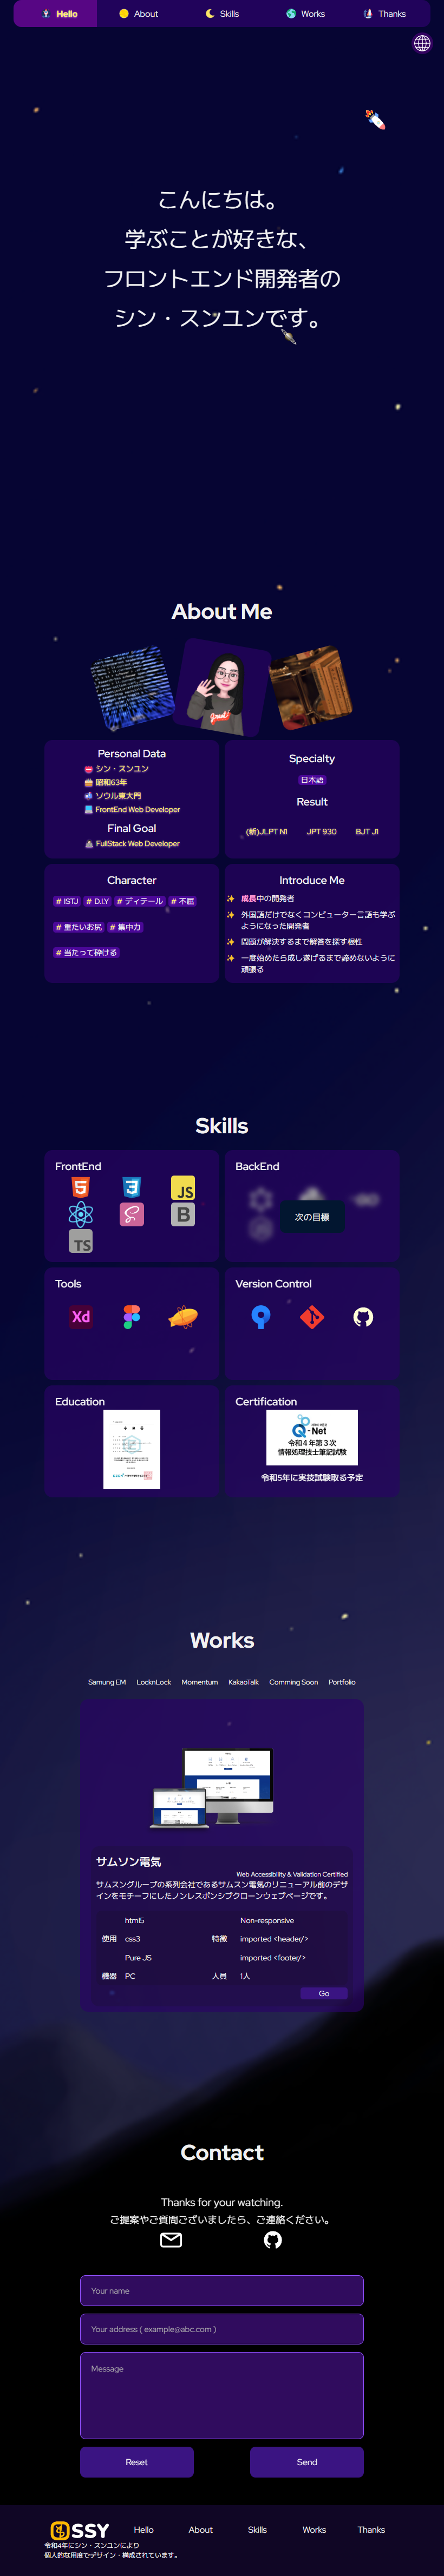 Hello About Skills Works Thanks
こんにちは。
学ぶことが好きな、
フロントエンド開発者の
シン・スンユンです。
About Me
Personal Data
シン・スンユン
昭和63年
ソウル東大門
FrontEnd Web Developer
Final Goal
FullStack Web Developer
Specialty
日本語
Result
(新)JLPT N1 JPT 930 BJT J1
Character
# ISTJ # D.I.Y # ディテール # 不屈
# 重たいお尻 # 集中力
# 当たって砕ける
Introduce Me
成長中の開発者
外国語だけでなくコンピューター言語も学ぶ
ようになった開発者
問題が解決するまで解答を探す根性
一度始めたら成し遂げるまで諦めないように
頑張る
Skills
FrontEnd
JS
B
TS
BackEnd
次の目標
Tools
Xd
Version Control
Education
Certification
Q-Net
令和４年第３次
情報処理技士筆記試験
令和5年に実技試験取る予定
Works
Samung EM LocknLock Momentum KakaoTalk Comming Soon Portfolio
サムソン電気
Web Accessibility & Validation Certified
サムスングループの系列会社であるサムスン電気のリニューアル前のデザ
インをモチーフにしたノンレスポンシブクローンウェブページです。
html5 Non-responsive
使用 css3 特徴 imported <header/>
Pure JS imported <footer/>
機器 PC 人員 1人
Go
Contact
Thanks for your watching.
ご提案やご質問ございましたら、ご連絡ください。
Your name
Your address ( example@abc.com )
Message
Reset Send
OSSY Hello About Skills Works Thanks
令和4年にシン・スンユンにより
個人的な用度でデザイン・構成されています。